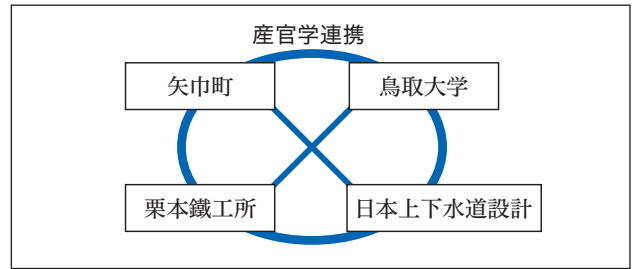 産官学連携
矢巾町
鳥取大学
栗本鐵工所
日本上下水道設計